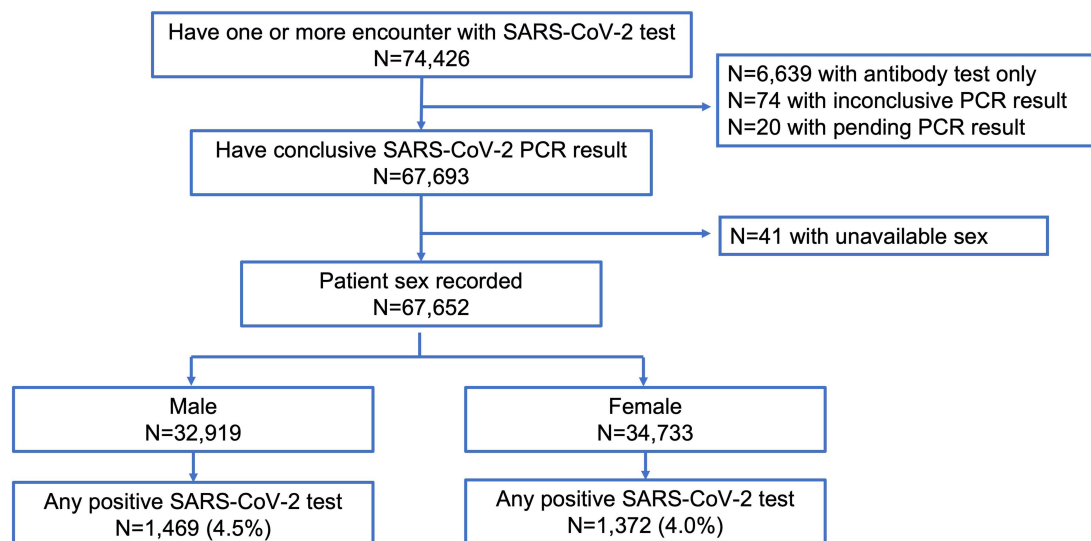 Have one or more encounter with SARS-CoV-2 test
N=74,426
N=6,639 with antibody test only
N=74 with inconclusive PCR result
N=20 with pending PCR result
Have conclusive SARS-CoV-2 PCR result
N=67,693
N=41 with unavailable sex
Patient sex recorded
N=67,652
Male
N=32,919
Female
N=34,733
Any positive SARS-CoV-2 test
N=1,469 (4.5%)
Any positive SARS-CoV-2 test
N=1,372 (4.0%)